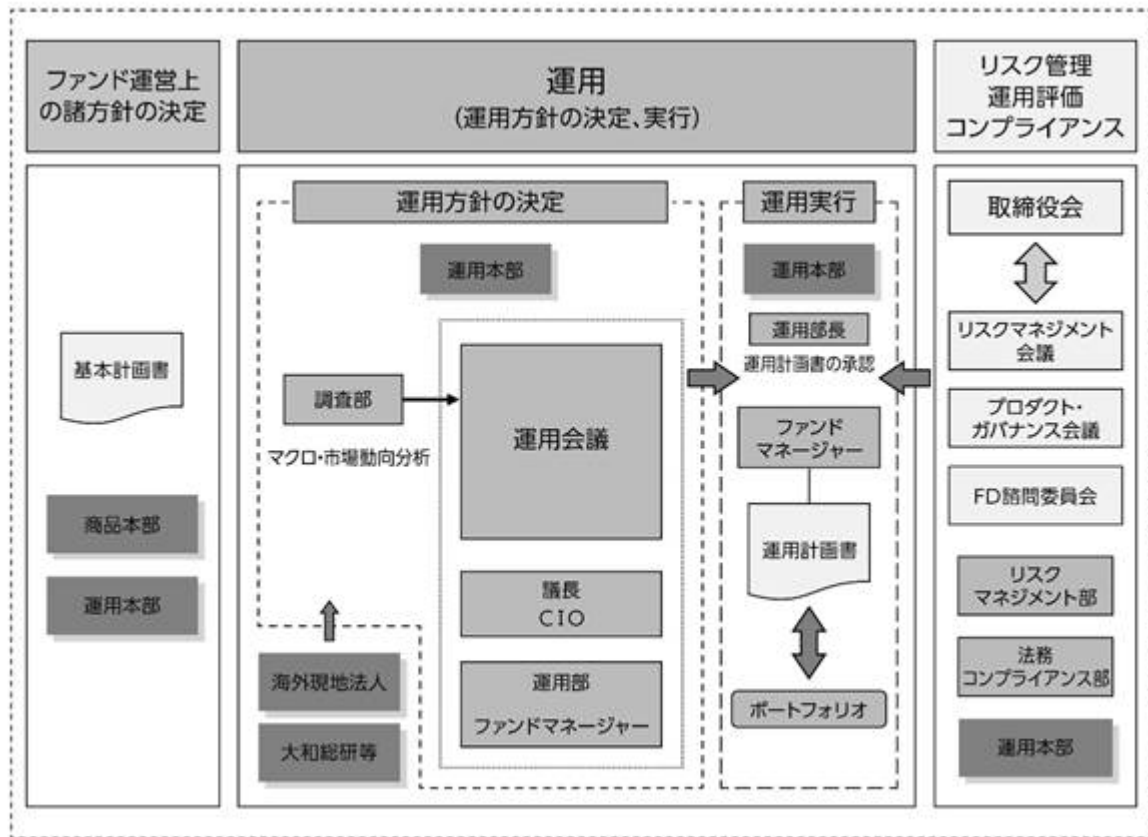 ファンド運営上
の諸方針の決定
運用
(運用方針の決定、実行)
リスク管理
運用評価
コンプライアンス
基本計画書
商品本部
運用本部
運用方針の決定
運用本部
調査部
マクロ・市場動向分析
運用会議
議長
CIO
運用部
ファンドマネージャー
海外現地法人
大和総研等
運用実行
運用本部
運用部長
運用計画書の承認
ファンド
マネージャー
運用計画書
ポートフォリオ
取締役会
リスクマネジメント
会議
プロダクト・
ガバナンス会議
FD諮問委員会
リスク
マネジメント部
法務
コンプライアンス部
運用本部